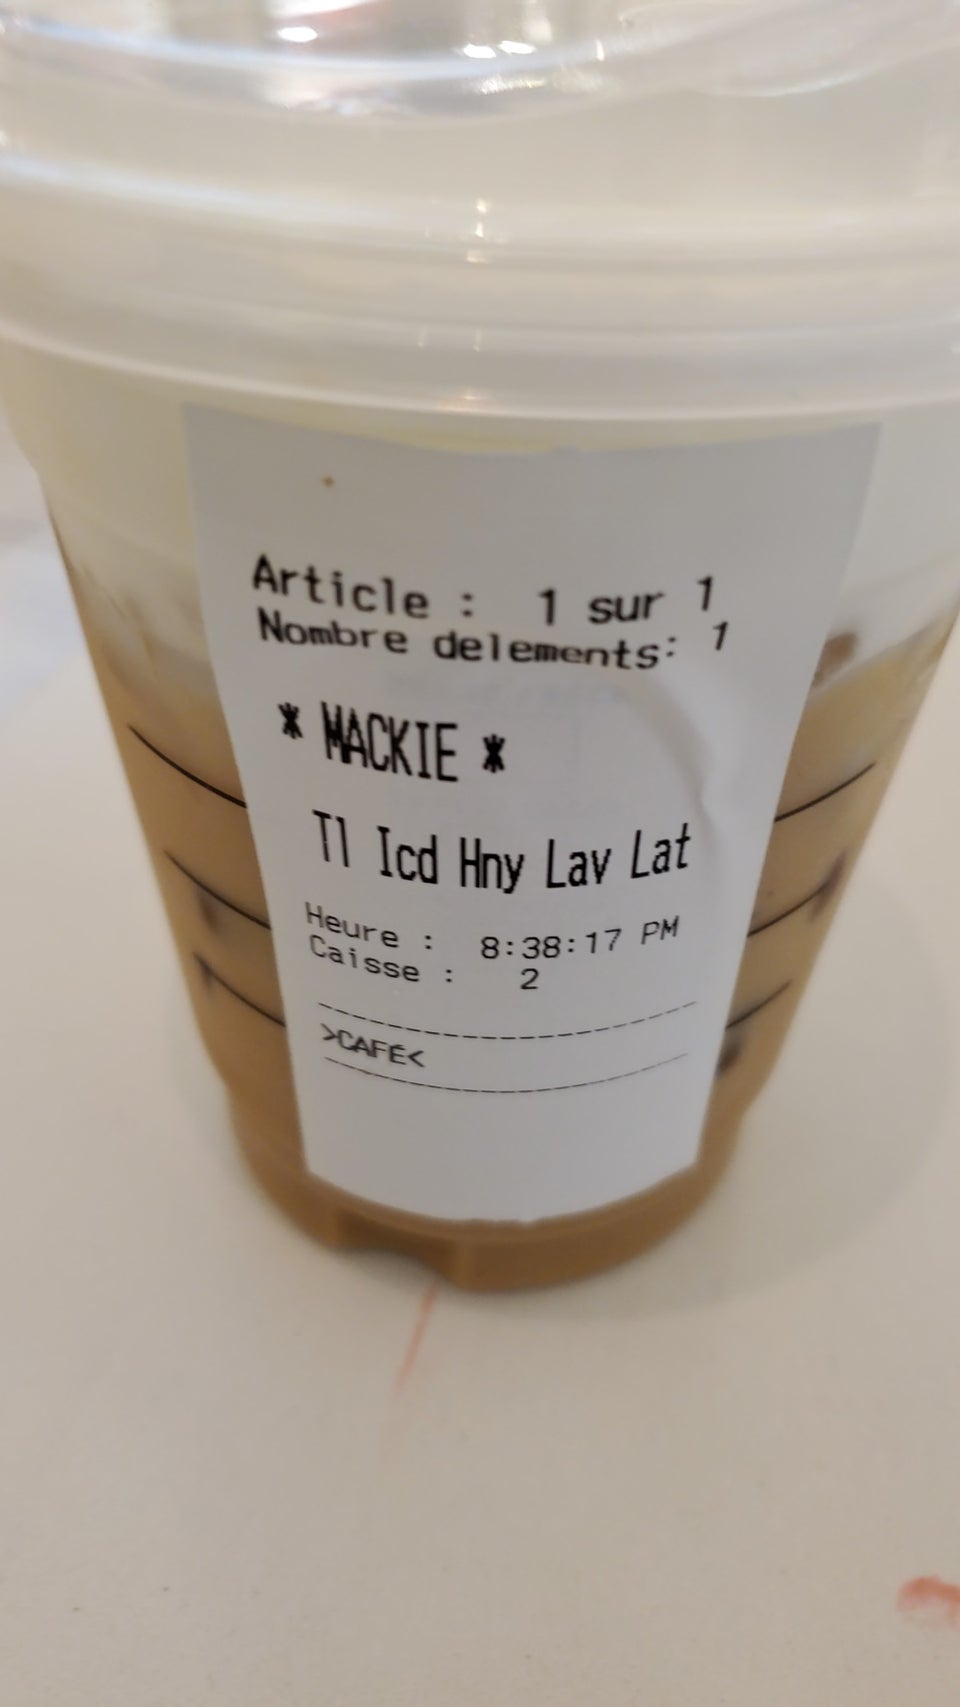 Article : 1 sur 1
Nombre delements: 1
* MACKIE *
Tl Icd Hny Lav Lat
Heure : 8:38:17 PM
Caisse : 2
>CAFE<